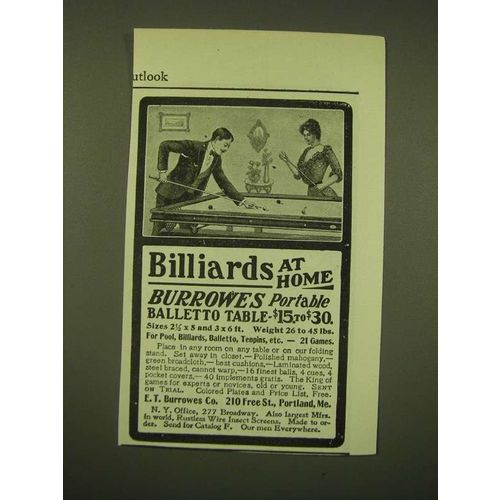 utlook
Billiards AT HOME
BURROWES Portable
BALLETTO TABLE-$15, TO $30.
Sizes 2½ x 5 and 3 x 6 ft. Weight 26 to 45 lbs.
For Pool, Billiards, Balletto, Tenpins, etc. — 21 Games.
Place in any room on any table or on our folding
stand. Set away in closet.—Polished mahogany,—
green broadcloth,—best cushions,—Laminated wood,
steel braced, cannot warp,—16 finest balls, 4 cues, 4
pocket covers,—40 implements gratis. The King of
games for experts or novices, old or young. SENT
ON TRIAL. Colored Plates and Price List, Free.
E. T. Burrowes Co. 210 Free St., Portland, Me.
N. Y. Office, 277 Broadway. Also largest Mfrs.
in world, Rustless Wire Insect Screens. Made to or-
der. Send for Catalog F. Our men Everywhere.